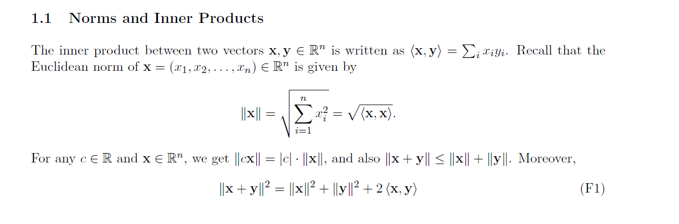 1.1 Norms and Inner Products
The inner product between two vectors x, y ∈ ℝⁿ is written as ⟨x, y⟩ = ∑ᵢ xᵢyᵢ. Recall that the
Euclidean norm of x = (x₁, x₂, . . . , xₙ) ∈ ℝⁿ is given by
‖x‖ = √(∑ᵢ₌₁ⁿ xᵢ²) = √⟨x, x⟩.
For any c ∈ ℝ and x ∈ ℝⁿ, we get ‖cx‖ = |c| · ‖x‖, and also ‖x + y‖ ≤ ‖x‖ + ‖y‖. Moreover,
‖x + y‖² = ‖x‖² + ‖y‖² + 2 ⟨x, y⟩ (F1)